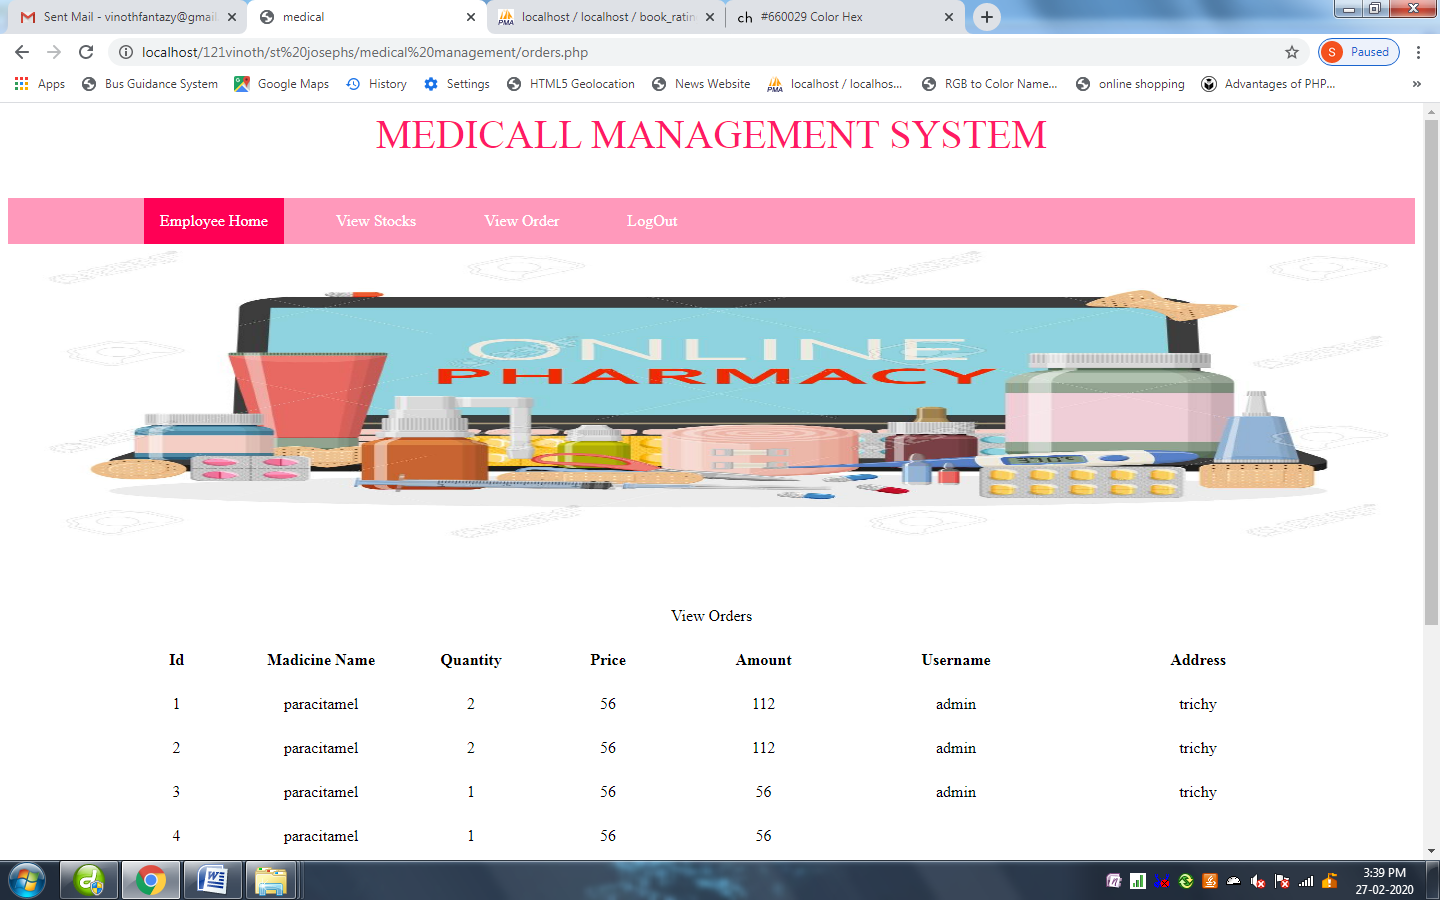 Sent Mail - vinothfantazy@gmail
medical
localhost / localhost / book_ratin
ch #660029 Color Hex
localhost/121vinoth/st%20josephs/medical%20management/orders.php
S Paused
Apps Bus Guidance System Google Maps History Settings HTML5 Geolocation News Website localhost / localhos... RGB to Color Name... online shopping Advantages of PHP... »
MEDICALL MANAGEMENT SYSTEM
Employee Home View Stocks View Order LogOut
ONLINE
PHARMACY
View Orders
Id Madicine Name Quantity Price Amount Username Address
1 paracitamel 2 56 112 admin trichy
2 paracitamel 2 56 112 admin trichy
3 paracitamel 1 56 56 admin trichy
4 paracitamel 1 56 56
3:39 PM
27-02-2020